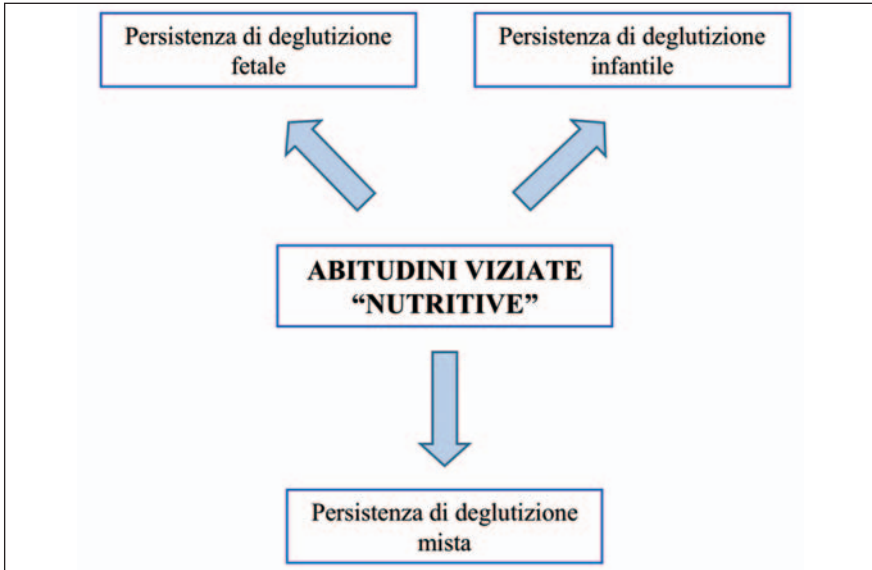 Persistenza di deglutizione
fetale
Persistenza di deglutizione
infantile
ABITUDINI VIZIATE
“NUTRITIVE”
Persistenza di deglutizione
mista